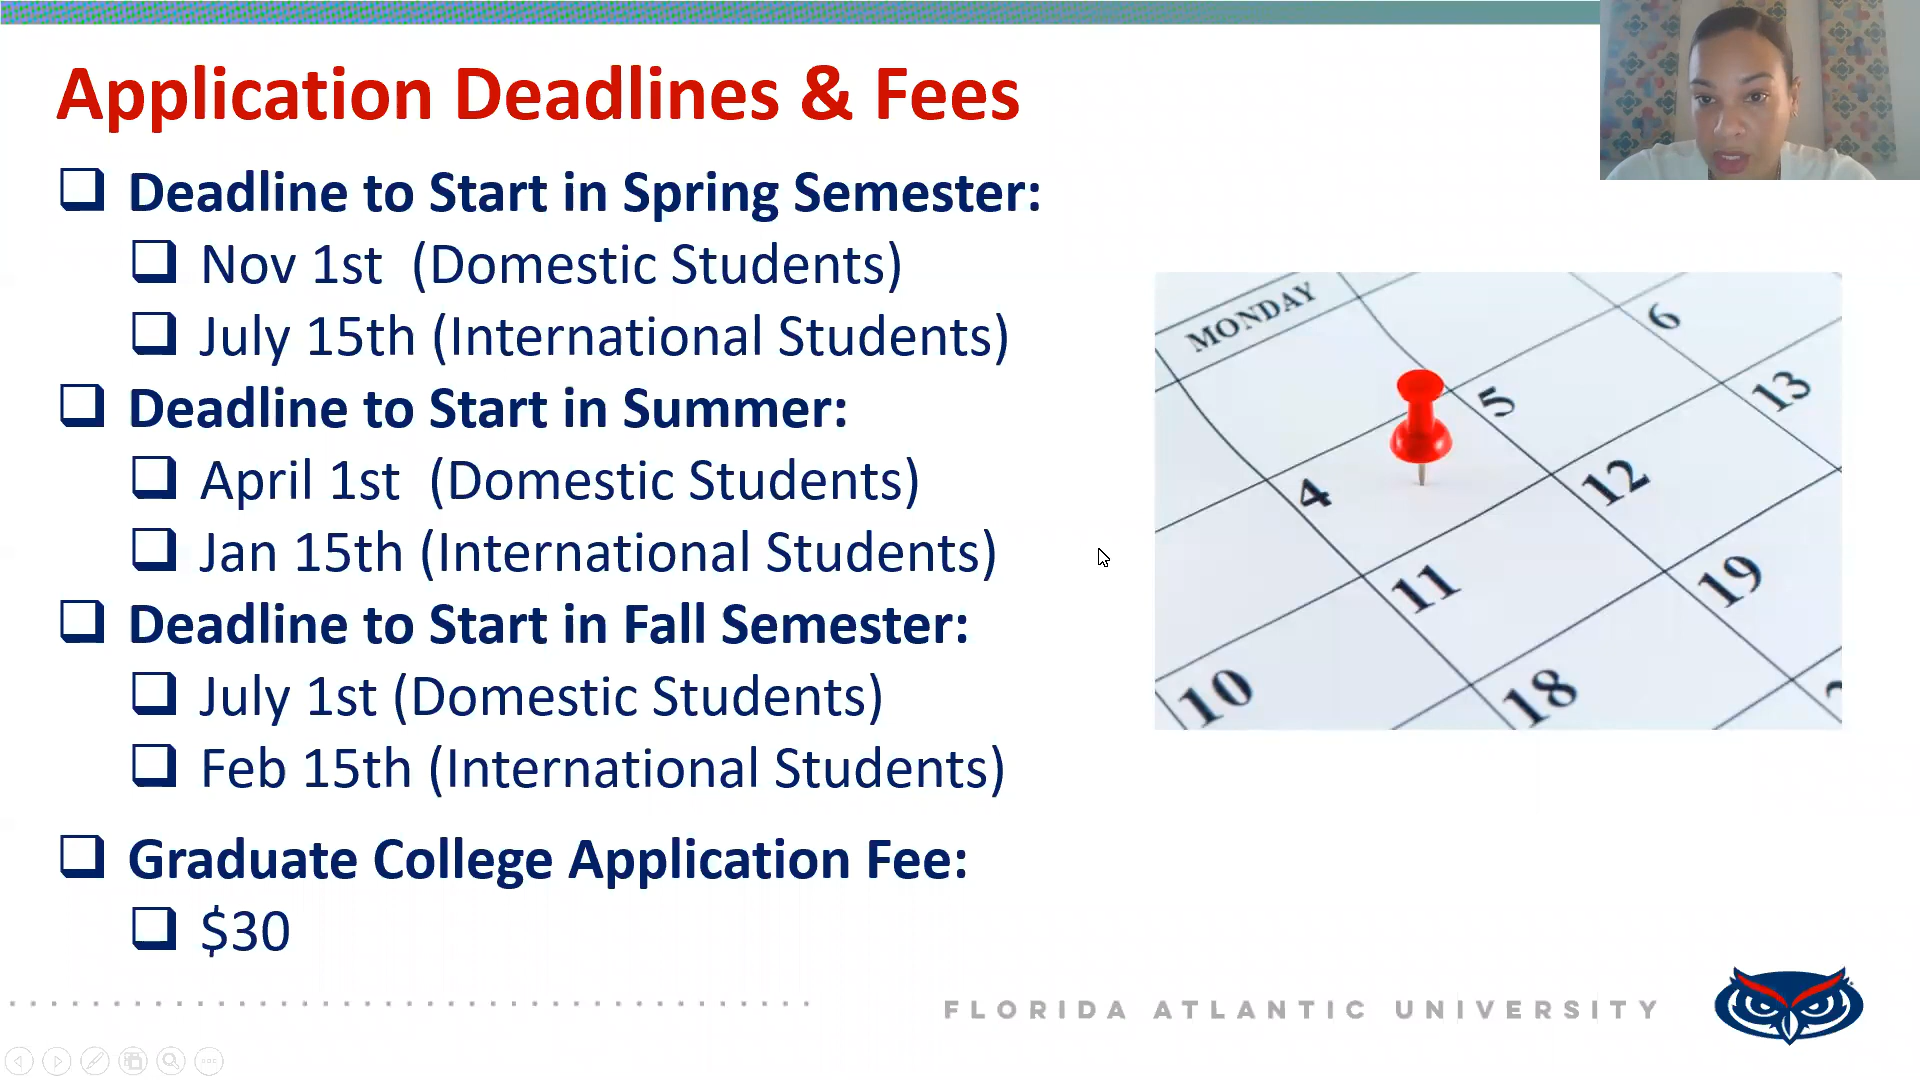 Application Deadlines & Fees
Deadline to Start in Spring Semester:
Nov 1st (Domestic Students)
July 15th (International Students)
Deadline to Start in Summer:
April 1st (Domestic Students)
Jan 15th (International Students)
Deadline to Start in Fall Semester:
July 1st (Domestic Students)
Feb 15th (International Students)
Graduate College Application Fee:
$30
MONDAY
6
5
13
4
12
11
19
10
18
FLORIDA ATLANTIC UNIVERSITY